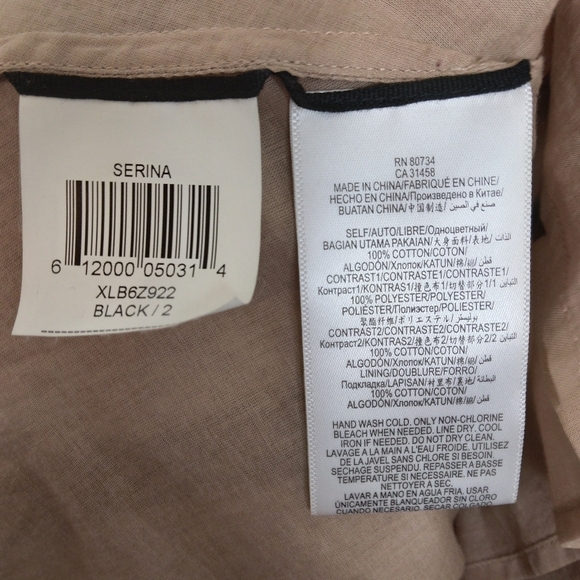 SERINA
6 12000 05031 4
XLB6Z922
BLACK/2
RN 80734
CA 31458
MADE IN CHINA/FABRIQUÉ EN CHINE/
HECHO EN CHINA/Произведено в Китае/
BUATAN CHINA/中国制造/ صنع في الصين
SELF/AUTO/LIBRE/Одноцветный/
BAGIAN UTAMA PAKAIAN/大身面料/表地/ الذات
100% COTTON/COTON/
ALGODÓN/Хлопок/KATUN/棉/綿/ قطن
CONTRAST1/CONTRASTE1/CONTRASTE1/
Контраст1/KONTRAS1/撞色布1/切替部分1/ التباين 1
100% POLYESTER/POLYESTER/
POLIÉSTER/Полиэстер/POLIESTER/
聚酯纤维/ポリエステル/ بوليستر
CONTRAST2/CONTRASTE2/CONTRASTE2/
Контраст2/KONTRAS2/撞色布2/切替部分2/ التباين 2
100% COTTON/COTON/
ALGODÓN/Хлопок/KATUN/棉/綿/ قطن
LINING/DOUBLURE/FORRO/
Подкладка/LAPISAN/衬里布/裏地/ البطانة
100% COTTON/COTON/
ALGODÓN/Хлопок/KATUN/棉/綿/ قطن
HAND WASH COLD. ONLY NON-CHLORINE
BLEACH WHEN NEEDED. LINE DRY. COOL
IRON IF NEEDED. DO NOT DRY CLEAN.
LAVAGE A LA MAIN A L'EAU FROIDE. UTILISEZ
DE LA JAVEL SANS CHLORE SEULEMENT.
SECHAGE SUSPENDU. REPASSER A BASSE
TEMPERATURE SI NECESSAIRE. NE PAS
NETTOYER A SEC.
LAVAR A MANO EN AGUA FRIA. USAR
BLANQUEADOR SIN CLORO
CUANDO SEA NECESARIO. SECAR COLGADO